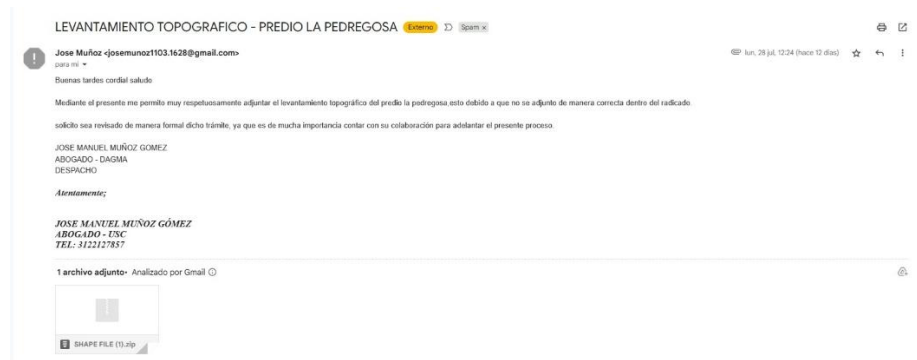 LEVANTAMIENTO TOPOGRAFICO - PREDIO LA PEDREGOSA Externo Spam x
Jose Muñoz <josemunoz1103.1628@gmail.com> lun, 28 jul, 12:24 (hace 12 días)
para mí
Buenas tardes cordial saludo
Mediante el presente me permito muy respetuosamente adjuntar el levantamiento topográfico del predio la pedregosa,esto debido a que no se adjunto de manera correcta dentro del radicado.
solicito sea revisado de manera formal dicho trámite, ya que es de mucha importancia contar con su colaboración para adelantar el presente proceso.
JOSE MANUEL MUÑOZ GOMEZ
ABOGADO - DAGMA
DESPACHO
Atentamente;
JOSE MANUEL MUÑOZ GÓMEZ
ABOGADO - USC
TEL: 3122127857
1 archivo adjunto • Analizado por Gmail
SHAPE FILE (1).zip